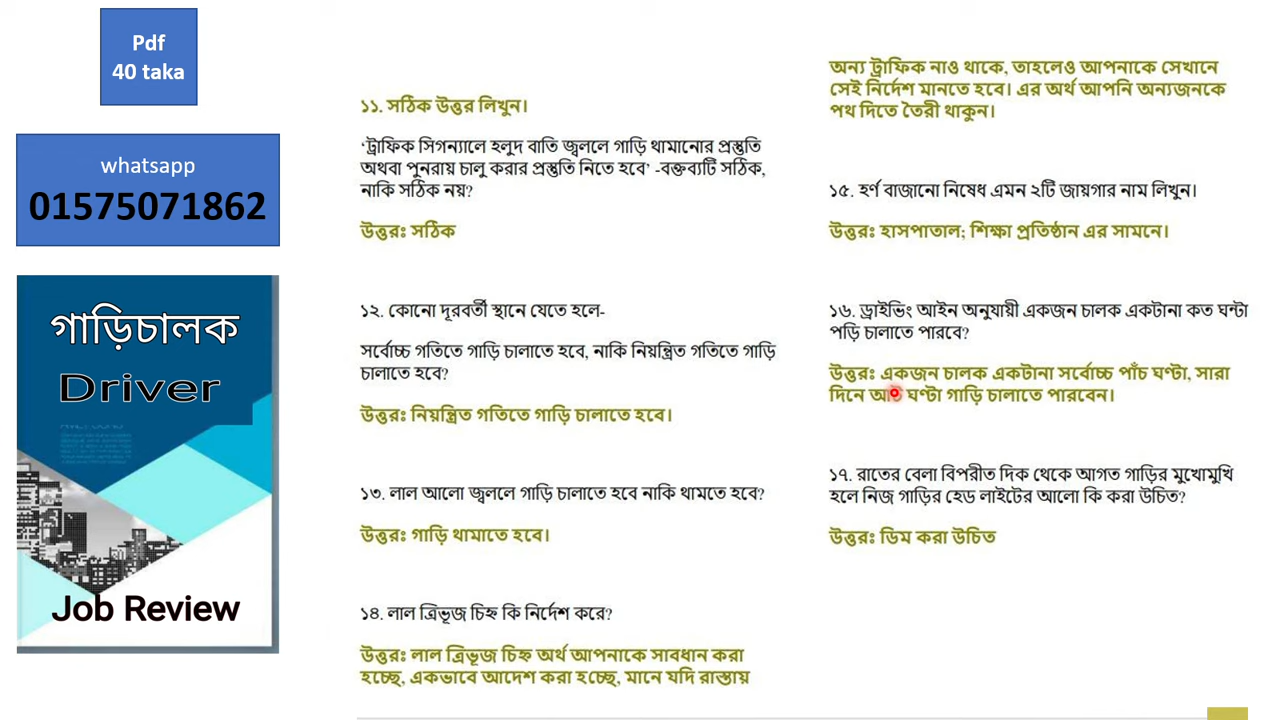 Pdf
40 taka
whatsapp
01575071862
গাড়িচালক
Driver
Job Review
১১. সঠিক উত্তর লিখুন।
‘ট্রাফিক সিগন্যালে হলুদ বাতি জ্বললে গাড়ি থামানোর প্রস্তুতি
অথবা পুনরায় চালু করার প্রস্তুতি নিতে হবে’ -বক্তব্যটি সঠিক,
নাকি সঠিক নয়?
উত্তরঃ সঠিক
১২. কোনো দূরবর্তী স্থানে যেতে হলে-
সর্বোচ্চ গতিতে গাড়ি চালাতে হবে, নাকি নিয়ন্ত্রিত গতিতে গাড়ি
চালাতে হবে?
উত্তরঃ নিয়ন্ত্রিত গতিতে গাড়ি চালাতে হবে।
১৩. লাল আলো জ্বললে গাড়ি চালাতে হবে নাকি থামতে হবে?
উত্তরঃ গাড়ি থামাতে হবে।
১৪. লাল ত্রিভূজ চিহ্ন কি নির্দেশ করে?
উত্তরঃ লাল ত্রিভূজ চিহ্ন অর্থ আপনাকে সাবধান করা
হচ্ছে, একভাবে আদেশ করা হচ্ছে, মানে যদি রাস্তায়
অন্য ট্রাফিক নাও থাকে, তাহলেও আপনাকে সেখানে
সেই নির্দেশ মানতে হবে। এর অর্থ আপনি অন্যজনকে
পথ দিতে তৈরী থাকুন।
১৫. হর্ণ বাজানো নিষেধ এমন ২টি জায়গার নাম লিখুন।
উত্তরঃ হাসপাতাল; শিক্ষা প্রতিষ্ঠান এর সামনে।
১৬. ড্রাইভিং আইন অনুযায়ী একজন চালক একটানা কত ঘন্টা
পড়ি চালাতে পারবে?
উত্তরঃ একজন চালক একটানা সর্বোচ্চ পাঁচ ঘণ্টা, সারা
দিনে ঘণ্টা গাড়ি চালাতে পারবেন।
১৭. রাতের বেলা বিপরীত দিক থেকে আগত গাড়ির মুখোমুখি
হলে নিজ গাড়ির হেড লাইটের আলো কি করা উচিত?
উত্তরঃ ডিম করা উচিত